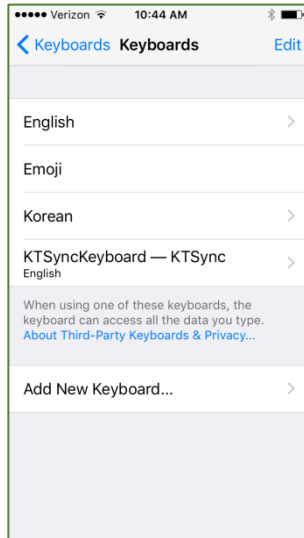 Verizon 10:44 AM
Keyboards Keyboards Edit
English
Emoji
Korean
KTSyncKeyboard — KTSync
English
When using one of these keyboards, the
keyboard can access all the data you type.
About Third-Party Keyboards & Privacy...
Add New Keyboard...